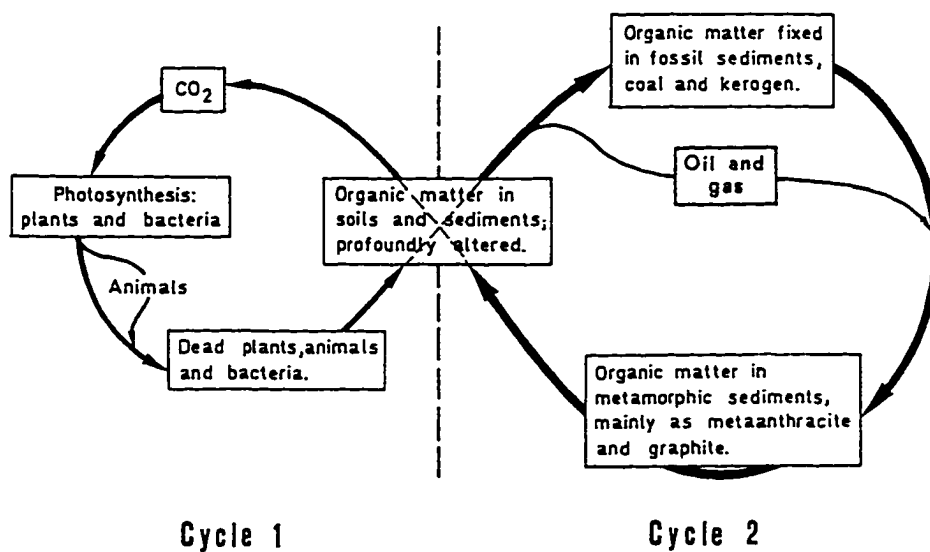 CO2
Photosynthesis:
plants and bacteria
Animals
Dead plants,animals
and bacteria.
Organic matter in
soils and sediments;
profoundly altered.
Organic matter fixed
in fossil sediments,
coal and kerogen.
Oil and
gas
Organic matter in
metamorphic sediments,
mainly as metaanthracite
and graphite.
Cycle 1
Cycle 2